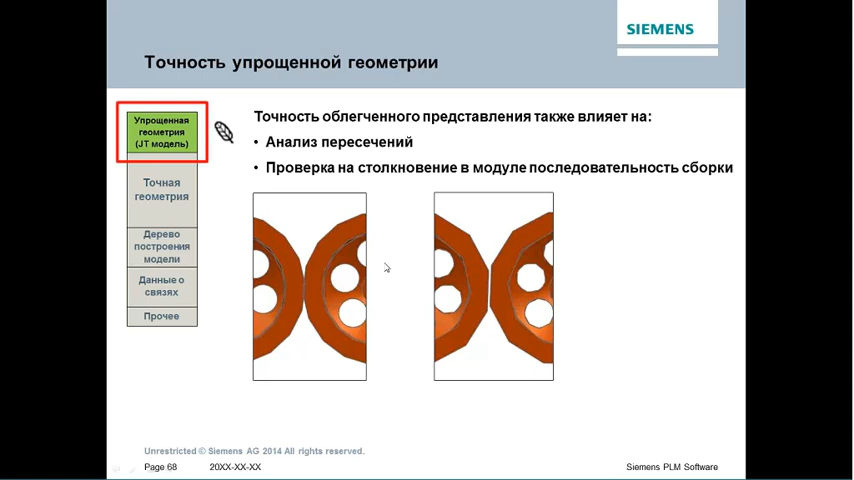 SIEMENS
Точность упрощенной геометрии
Упрощенная
геометрия
(JT модель)
Точная
геометрия
Дерево
построения
модели
Данные о
связях
Прочее
Точность облегченного представления также влияет на:
• Анализ пересечений
• Проверка на столкновение в модуле последовательность сборки
Unrestricted © Siemens AG 2014 All rights reserved.
Page 68 20XX-XX-XX Siemens PLM Software